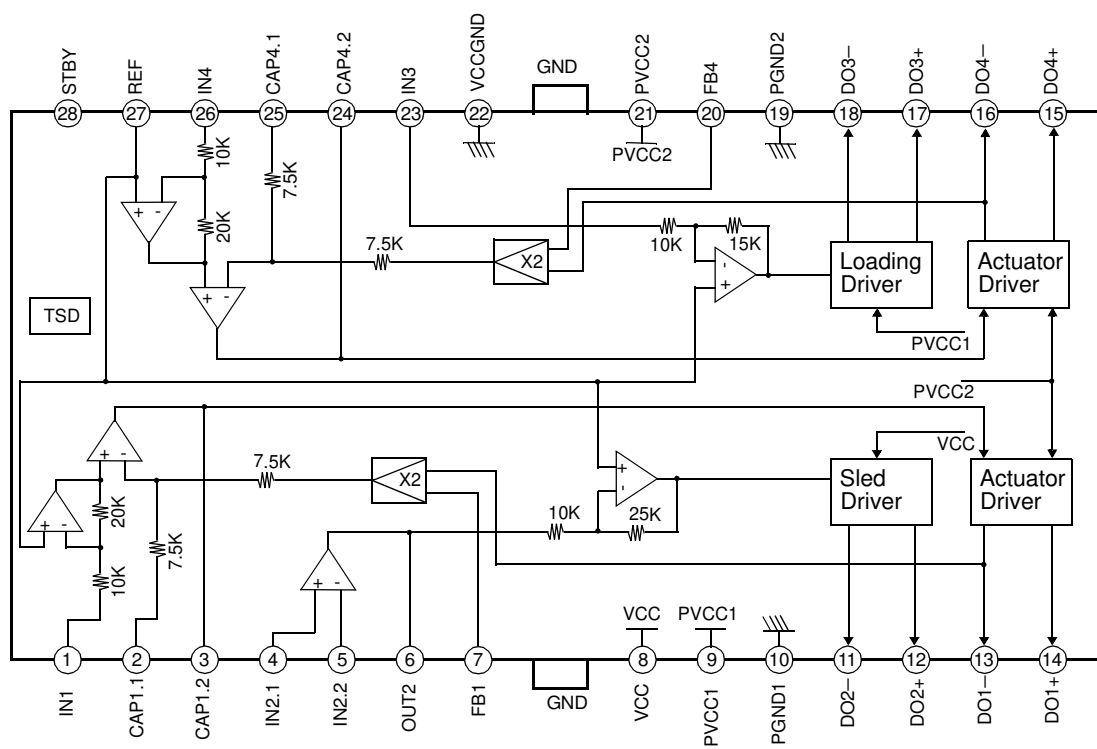 STBY
REF
IN4
CAP4.1
CAP4.2
IN3
VCCGND
GND
PVCC2
FB4
PGND2
DO3–
DO3+
DO4–
DO4+
28
27
26
25
24
23
22
21
20
19
18
17
16
15
PVCC2
10K
7.5K
+ -
20K
7.5K
X2
10K
15K
-
+
Loading
Driver
Actuator
Driver
+ -
TSD
PVCC1
PVCC2
VCC
+ -
7.5K
X2
+
-
Sled
Driver
Actuator
Driver
20K
+ -
7.5K
10K
25K
10K
+ -
VCC
PVCC1
1
2
3
4
5
6
7
8
9
10
11
12
13
14
IN1
CAP1.1
CAP1.2
IN2.1
IN2.2
OUT2
FB1
GND
VCC
PVCC1
PGND1
DO2–
DO2+
DO1–
DO1+